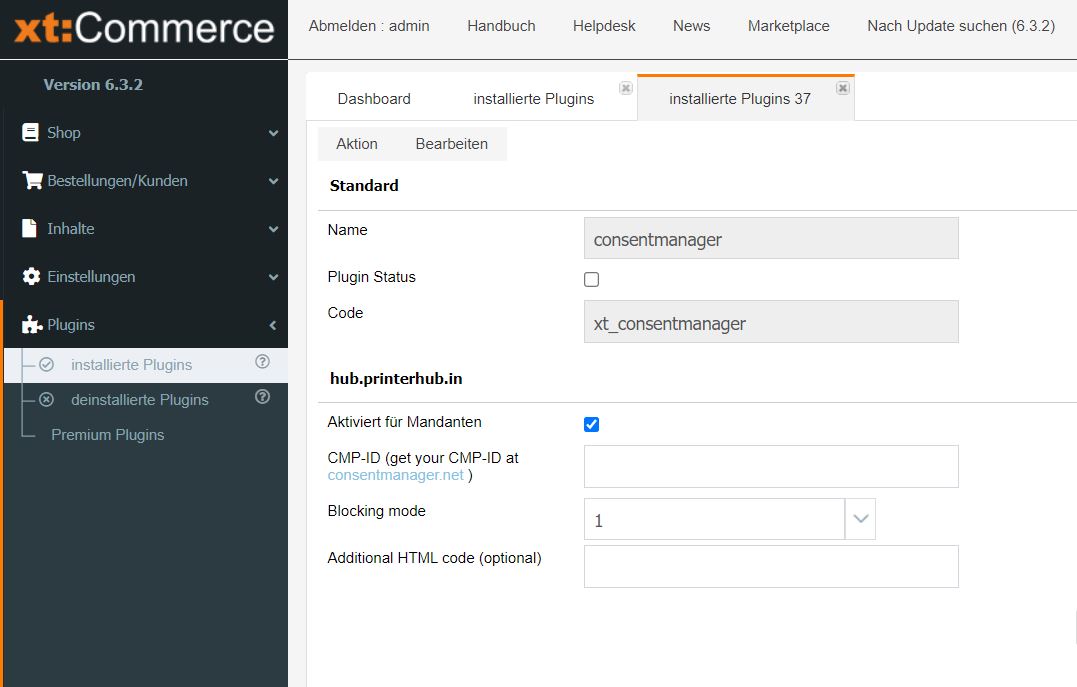 xt:Commerce
Abmelden : admin Handbuch Helpdesk News Marketplace Nach Update suchen (6.3.2)
Version 6.3.2
Shop
Bestellungen/Kunden
Inhalte
Einstellungen
Plugins
installierte Plugins
deinstallierte Plugins
Premium Plugins
Dashboard installierte Plugins installierte Plugins 37
Aktion Bearbeiten
Standard
Name consentmanager
Plugin Status
Code xt_consentmanager
hub.printerhub.in
Aktiviert für Mandanten
CMP-ID (get your CMP-ID at
consentmanager.net )
Blocking mode 1
Additional HTML code (optional)